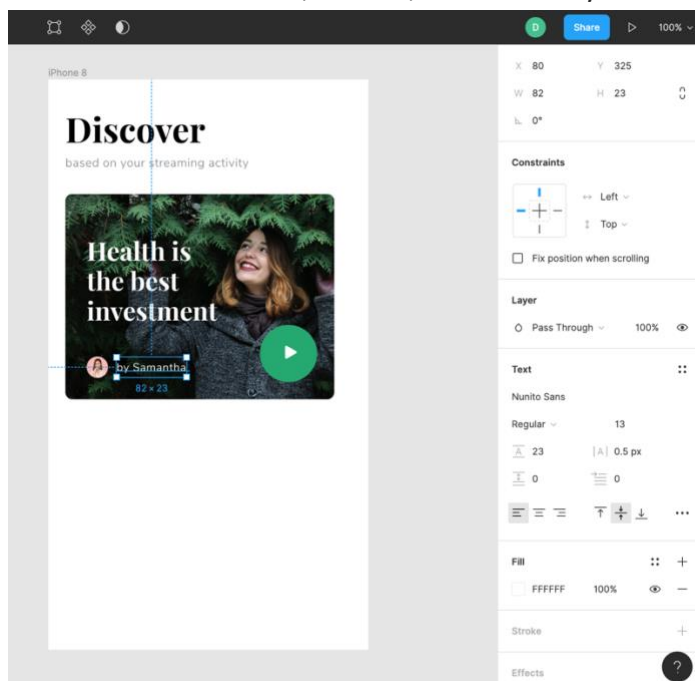 D Share 100%
iPhone 8
Discover
based on your streaming activity
Health is
the best
investment
by Samantha
82 × 23
X 80 Y 325
W 82 H 23
0°
Constraints
Left
Top
Fix position when scrolling
Layer
Pass Through 100%
Text
Nunito Sans
Regular 13
A 23 |A| 0.5 px
0 0
Fill
FFFFFF 100%
Stroke
Effects
?